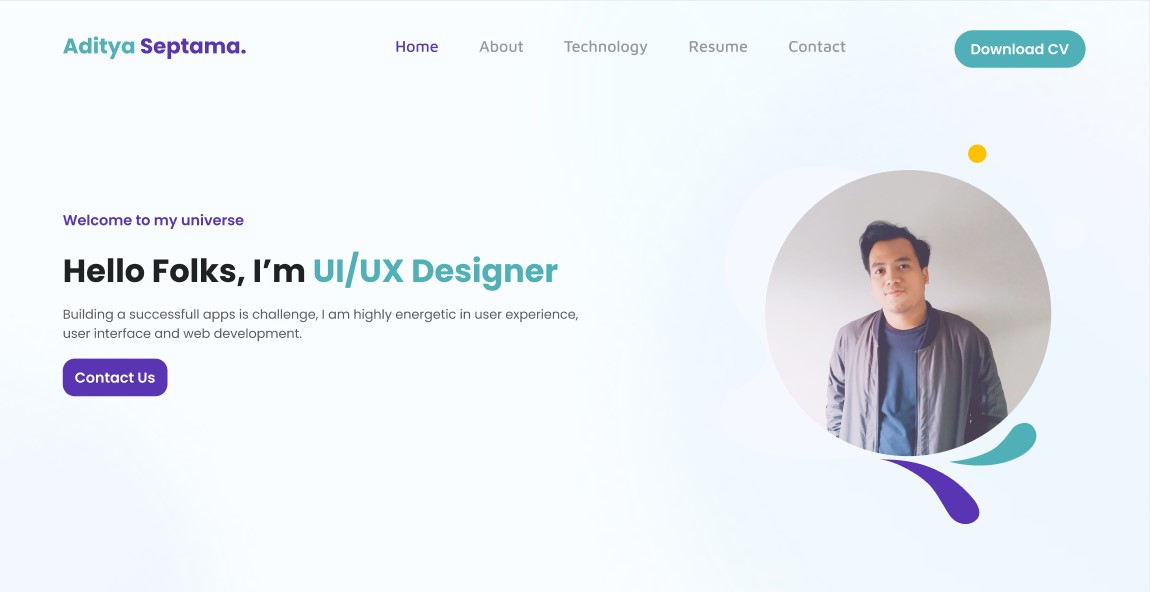 Aditya Septama.
Home About Technology Resume Contact
Download CV
Welcome to my universe
Hello Folks, I’m UI/UX Designer
Building a successfull apps is challenge, I am highly energetic in user experience,
user interface and web development.
Contact Us